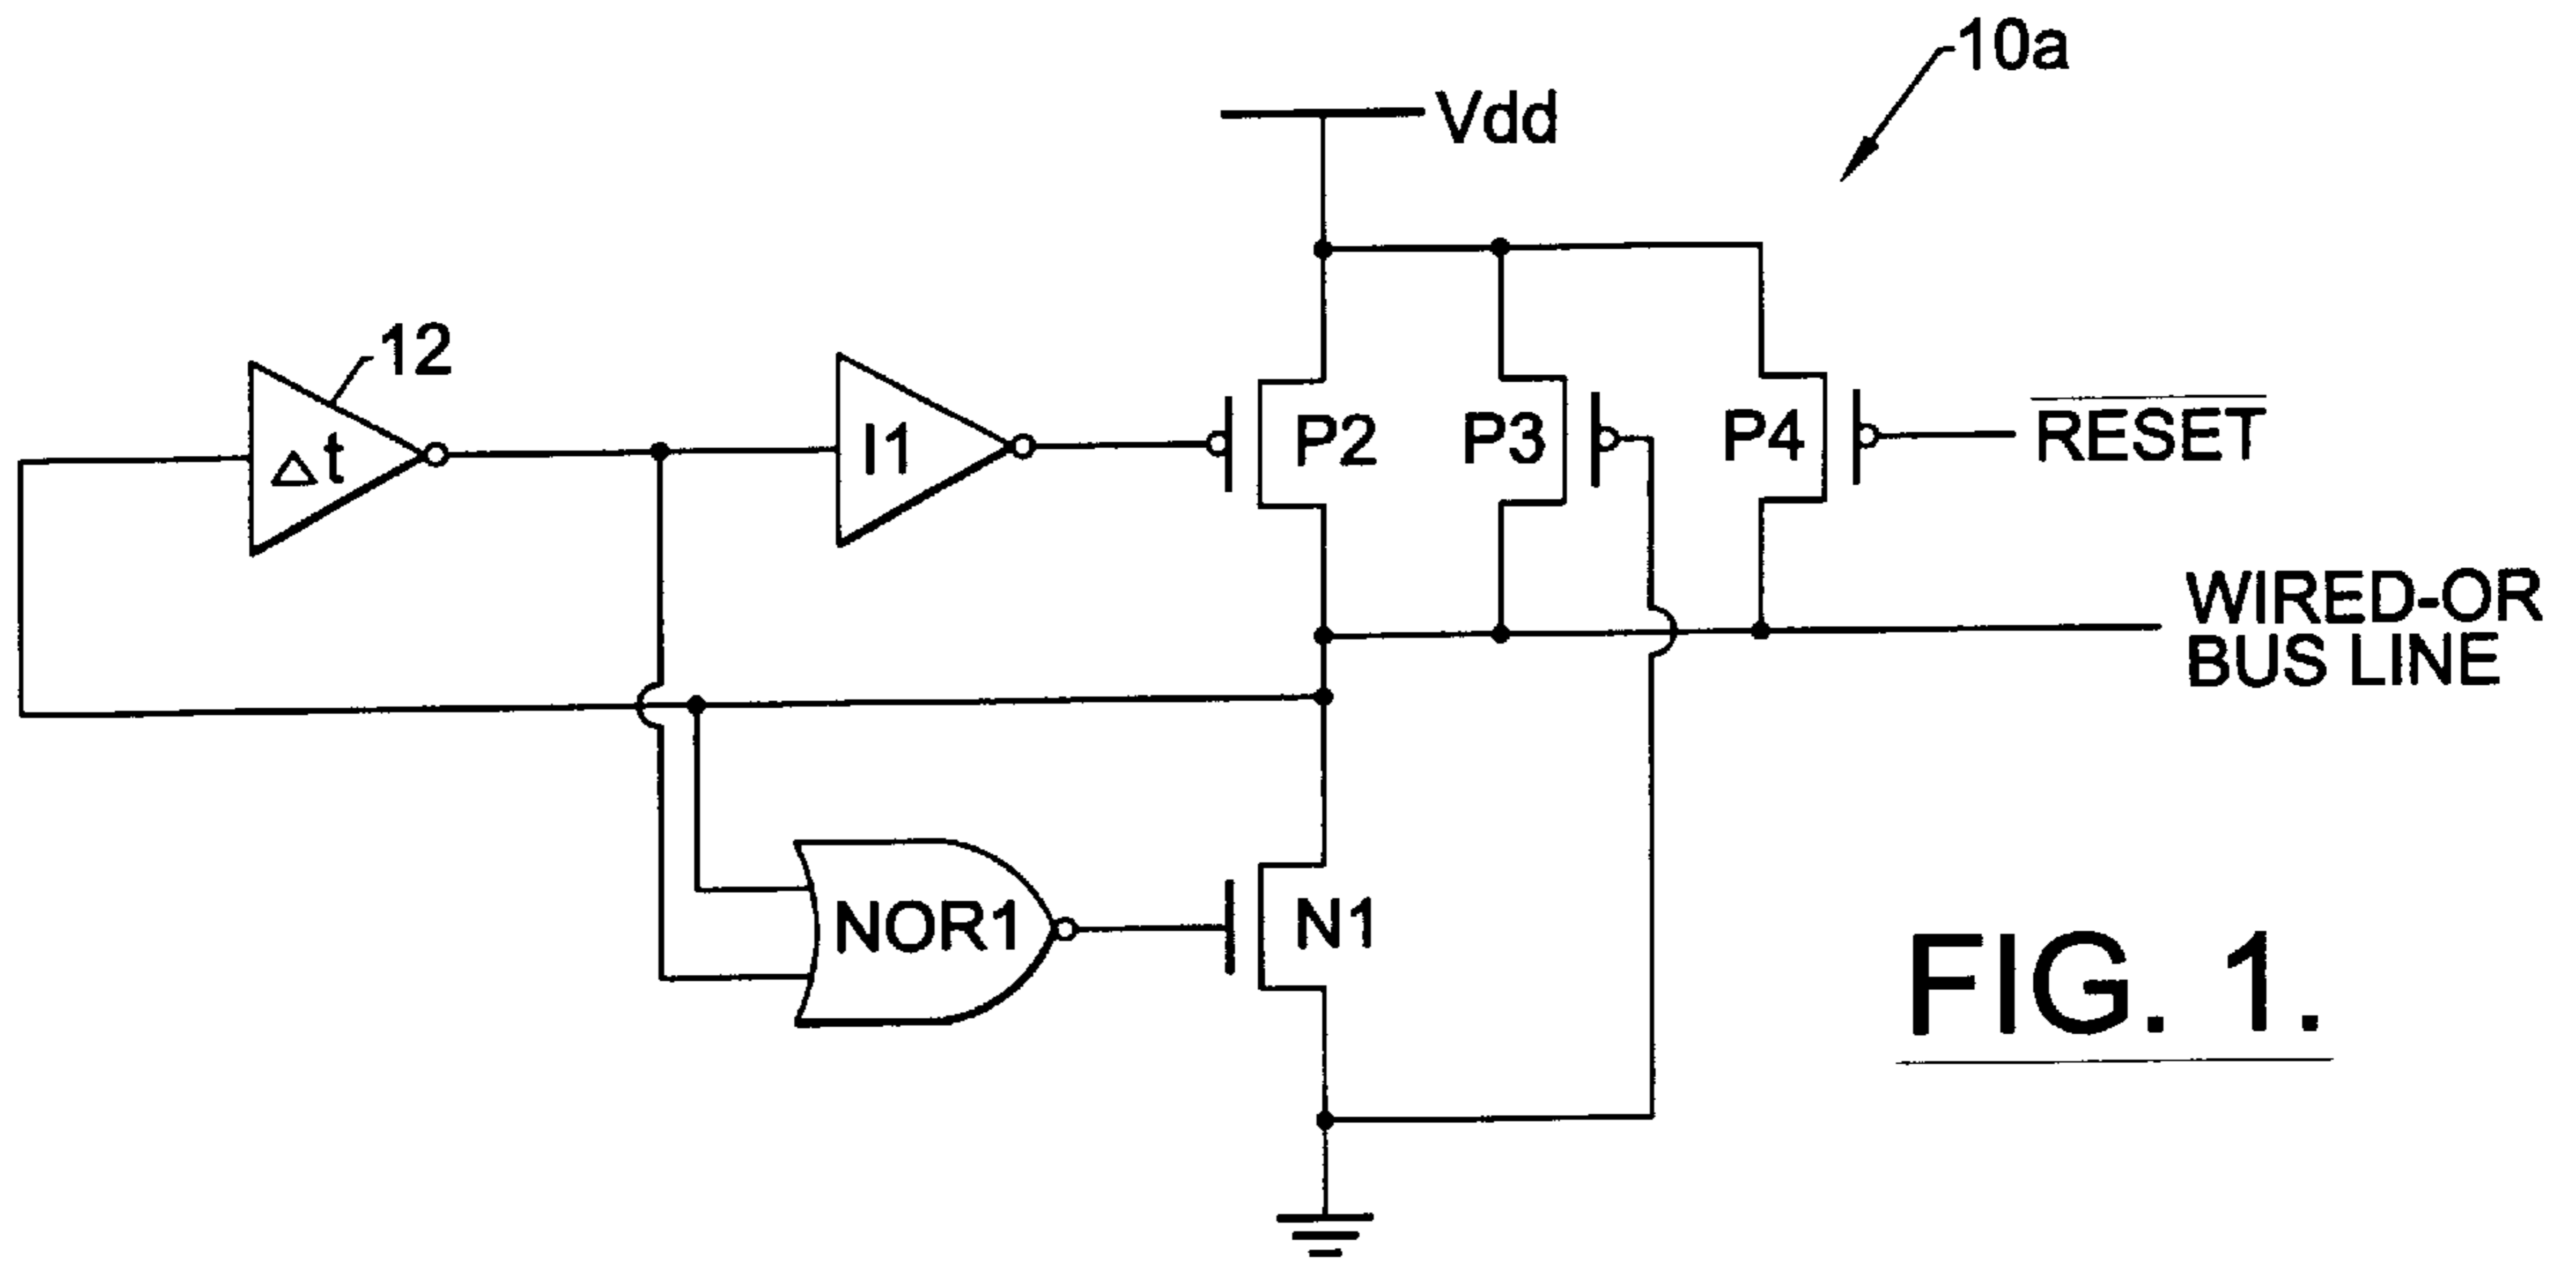 10a
Vdd
12
Δt
I1
P2
P3
P4
RESET
WIRED-OR
BUS LINE
NOR1
N1
FIG. 1.